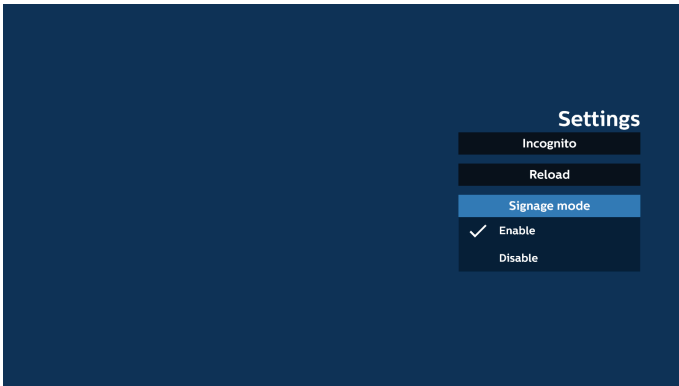 Settings
Incognito
Reload
Signage mode
Enable
Disable